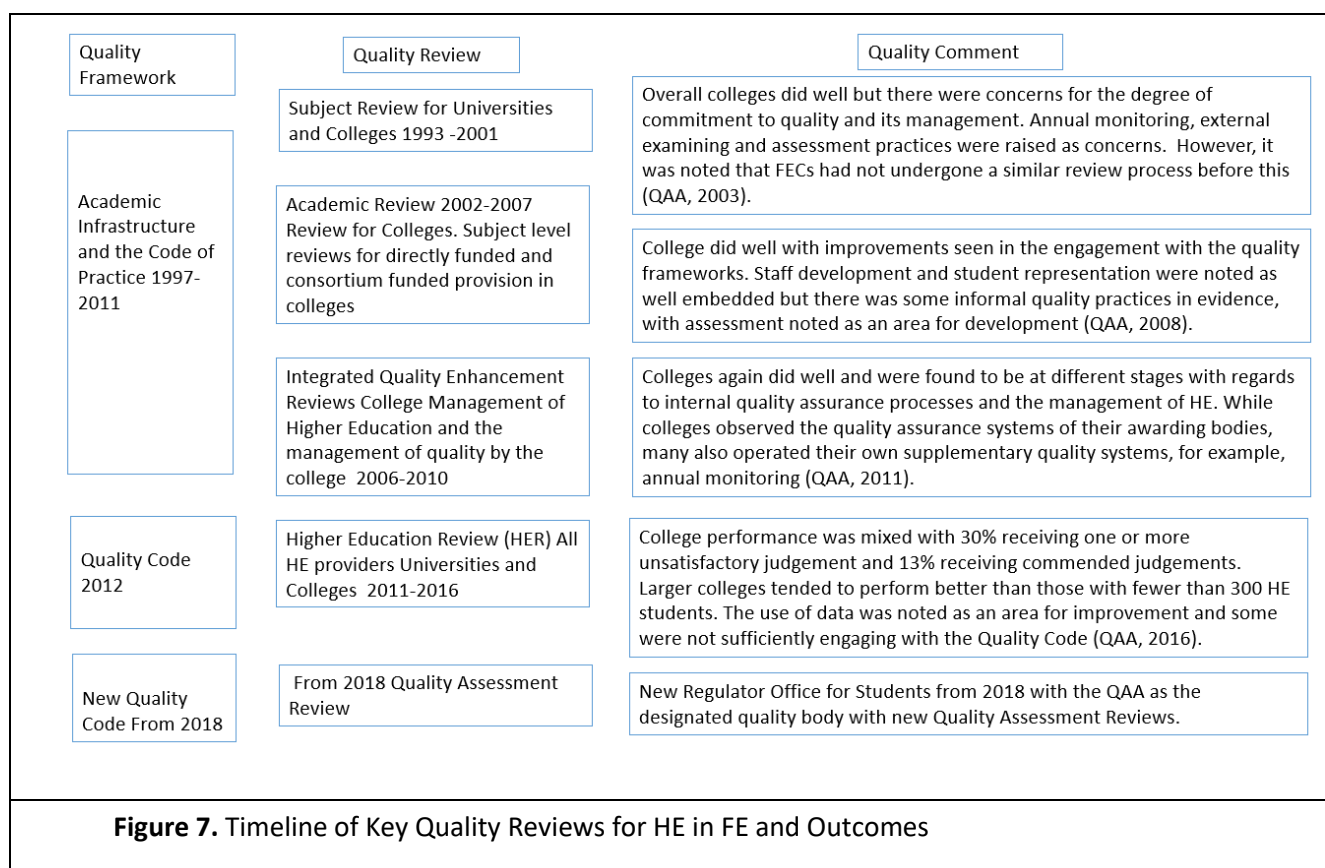 Quality
Framework
Quality Review
Quality Comment
Academic
Infrastructure
and the Code of
Practice 1997-
2011
Subject Review for Universities
and Colleges 1993 -2001
Overall colleges did well but there were concerns for the degree of
commitment to quality and its management. Annual monitoring, external
examining and assessment practices were raised as concerns.  However, it
was noted that FECs had not undergone a similar review process before this
(QAA, 2003).
Academic Review 2002-2007
Review for Colleges. Subject level
reviews for directly funded and
consortium funded provision in
colleges
College did well with improvements seen in the engagement with the quality
frameworks. Staff development and student representation were noted as
well embedded but there was some informal quality practices in evidence,
with assessment noted as an area for development (QAA, 2008).
Integrated Quality Enhancement
Reviews College Management of
Higher Education and the
management of quality by the
college  2006-2010
Colleges again did well and were found to be at different stages with regards
to internal quality assurance processes and the management of HE. While
colleges observed the quality assurance systems of their awarding bodies,
many also operated their own supplementary quality systems, for example,
annual monitoring (QAA, 2011).
Quality Code
2012
Higher Education Review (HER) All
HE providers Universities and
Colleges  2011-2016
College performance was mixed with 30% receiving one or more
unsatisfactory judgement and 13% receiving commended judgements.
Larger colleges tended to perform better than those with fewer than 300 HE
students. The use of data was noted as an area for improvement and some
were not sufficiently engaging with the Quality Code (QAA, 2016).
New Quality
Code From 2018
From 2018 Quality Assessment
Review
New Regulator Office for Students from 2018 with the QAA as the
designated quality body with new Quality Assessment Reviews.
Figure 7. Timeline of Key Quality Reviews for HE in FE and Outcomes